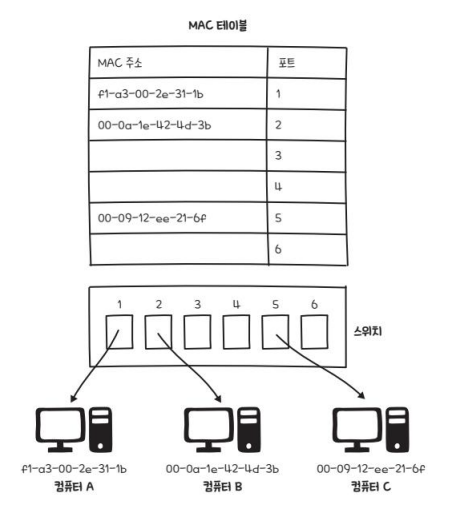 MAC 테이블
MAC 주소 포트
f1-a3-00-2e-31-1b 1
00-0a-1e-42-4d-3b 2
3
4
00-09-12-ee-21-6f 5
6
1 2 3 4 5 6
스위치
f1-a3-00-2e-31-1b 00-0a-1e-42-4d-3b 00-09-12-ee-21-6f
컴퓨터 A 컴퓨터 B 컴퓨터 C